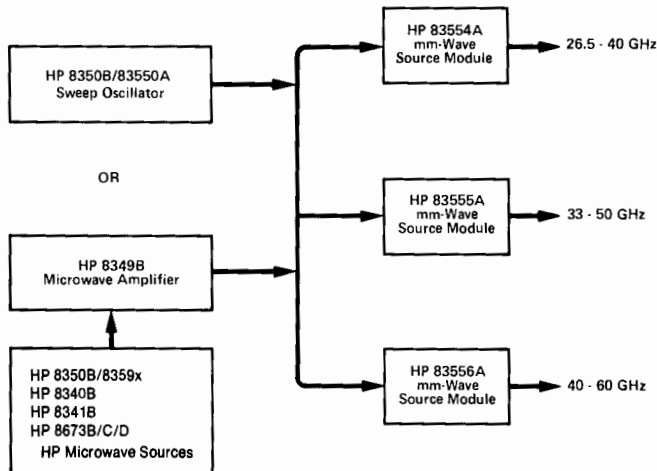 HP 8350B/83550A
Sweep Oscillator
OR
HP 8349B
Microwave Amplifier
HP 8350B/8359x
HP 8340B
HP 8341B
HP 8673B/C/D
HP Microwave Sources
HP 83554A
mm-Wave
Source Module
26.5 - 40 GHz
HP 83555A
mm-Wave
Source Module
33 - 50 GHz
HP 83556A
mm-Wave
Source Module
40 - 60 GHz